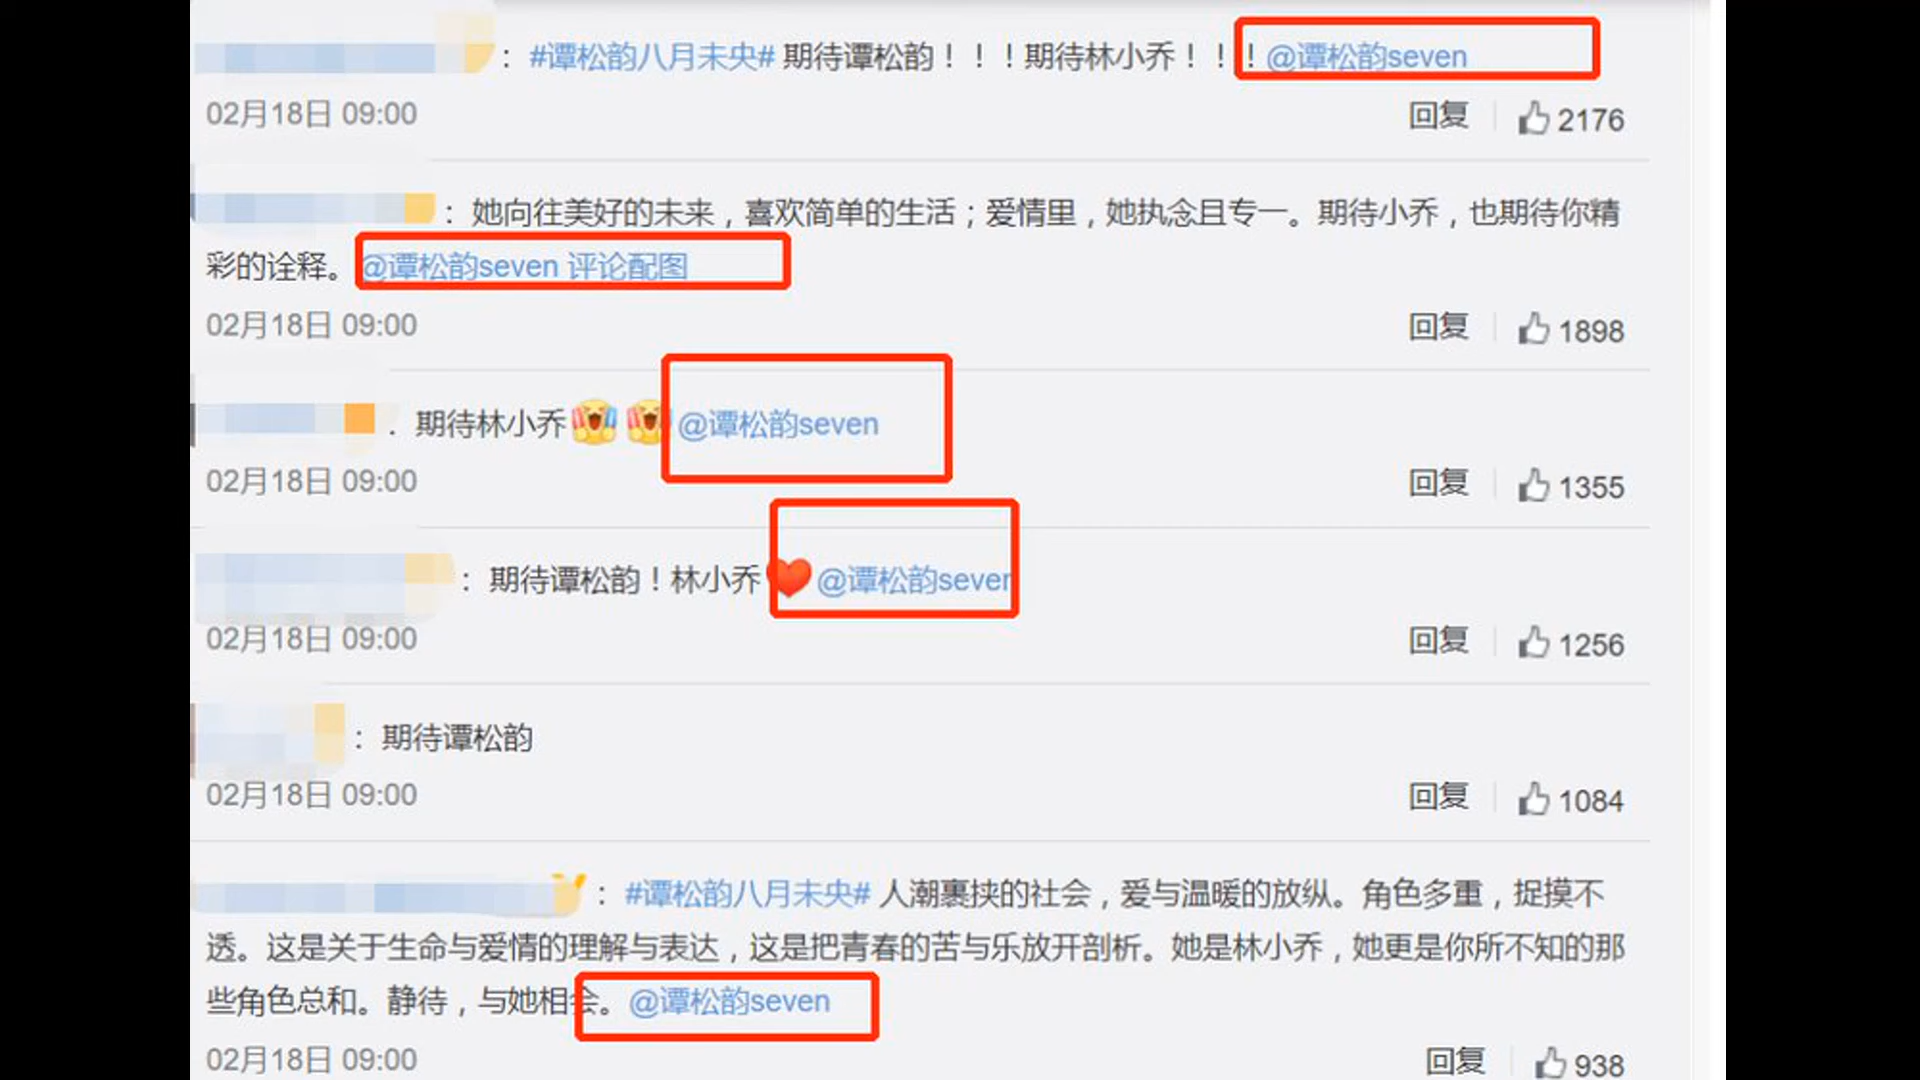 ：#谭松韵八月未央# 期待谭松韵！！！期待林小乔！！！@谭松韵seven
02月18日 09:00 回复 2176
：她向往美好的未来，喜欢简单的生活；爱情里，她执念且专一。期待小乔，也期待你精
彩的诠释。@谭松韵seven 评论配图
02月18日 09:00 回复 1898
：期待林小乔 @谭松韵seven
02月18日 09:00 回复 1355
：期待谭松韵！林小乔 @谭松韵seven
02月18日 09:00 回复 1256
：期待谭松韵
02月18日 09:00 回复 1084
：#谭松韵八月未央# 人潮裹挟的社会，爱与温暖的放纵。角色多重，捉摸不
透。这是关于生命与爱情的理解与表达，这是把青春的苦与乐放开剖析。她是林小乔，她更是你所不知的那
些角色总和。静待，与她相会。@谭松韵seven
02月18日 09:00 回复 938